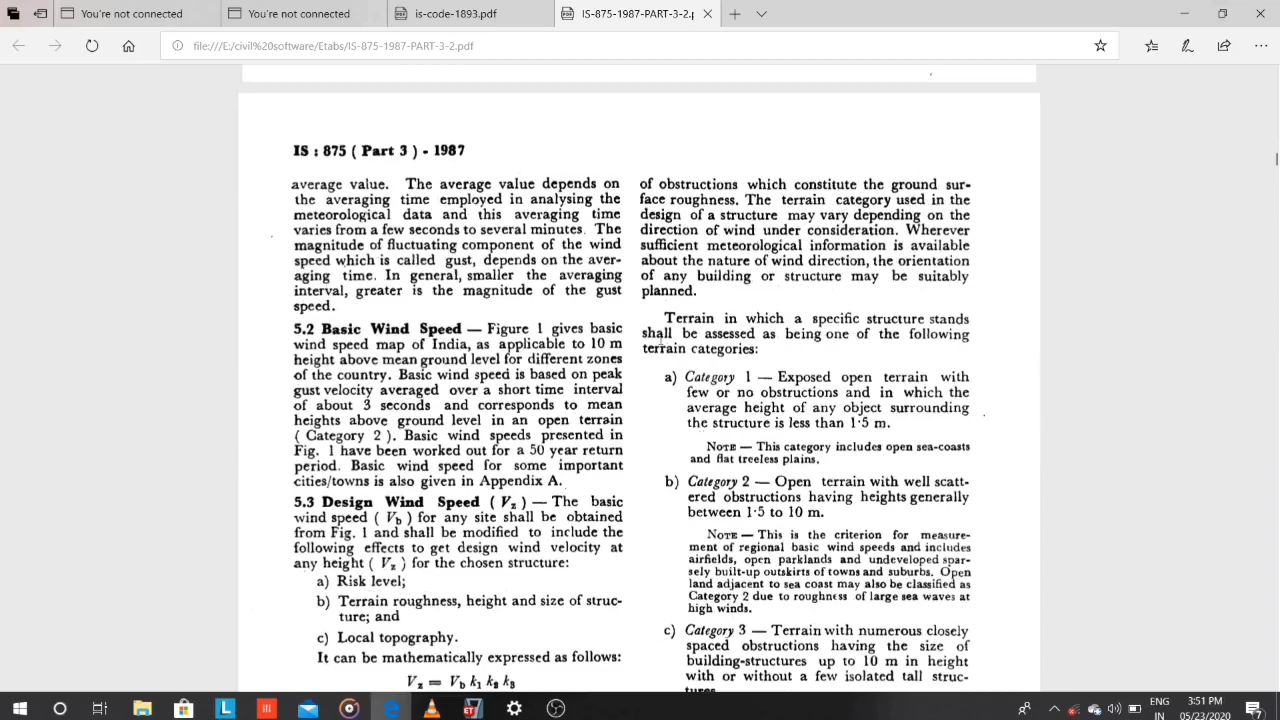 You're not connected
You're not connected
is-code-1893.pdf
IS-875-1987-PART-3-2.p
file:///E:/civil%20software/Etabs/IS-875-1987-PART-3-2.pdf
IS : 875 ( Part 3 ) - 1987
average value. The average value depends on
the averaging time employed in analysing the
meteorological data and this averaging time
varies from a few seconds to several minutes. The
magnitude of fluctuating component of the wind
speed which is called gust, depends on the aver-
aging time. In general, smaller the averaging
interval, greater is the magnitude of the gust
speed.
5.2 Basic Wind Speed — Figure 1 gives basic
wind speed map of India, as applicable to 10 m
height above mean ground level for different zones
of the country. Basic wind speed is based on peak
gust velocity averaged over a short time interval
of about 3 seconds and corresponds to mean
heights above ground level in an open terrain
( Category 2 ). Basic wind speeds presented in
Fig. 1 have been worked out for a 50 year return
period. Basic wind speed for some important
cities/towns is also given in Appendix A.
5.3 Design Wind Speed ( Vz ) — The basic
wind speed ( Vb ) for any site shall be obtained
from Fig. 1 and shall be modified to include the
following effects to get design wind velocity at
any height ( Vz ) for the chosen structure:
a) Risk level;
b) Terrain roughness, height and size of struc-
ture; and
c) Local topography.
It can be mathematically expressed as follows:
Vz = Vb k1 k2 k3
of obstructions which constitute the ground sur-
face roughness. The terrain category used in the
design of a structure may vary depending on the
direction of wind under consideration. Wherever
sufficient meteorological information is available
about the nature of wind direction, the orientation
of any building or structure may be suitably
planned.
Terrain in which a specific structure stands
shall be assessed as being one of the following
terrain categories:
a) Category 1 — Exposed open terrain with
few or no obstructions and in which the
average height of any object surrounding
the structure is less than 1·5 m.
NOTE — This category includes open sea-coasts
and flat treeless plains.
b) Category 2 — Open terrain with well scatt-
ered obstructions having heights generally
between 1·5 to 10 m.
NOTE — This is the criterion for measure-
ment of regional basic wind speeds and includes
airfields, open parklands and undeveloped spar-
sely built-up outskirts of towns and suburbs. Open
land adjacent to sea coast may also be classified as
Category 2 due to roughness of large sea waves at
high winds.
c) Category 3 — Terrain with numerous closely
spaced obstructions having the size of
building-structures up to 10 m in height
with or without a few isolated tall struc-
tures.
ENG
IN
3:51 PM
05/23/2020
7